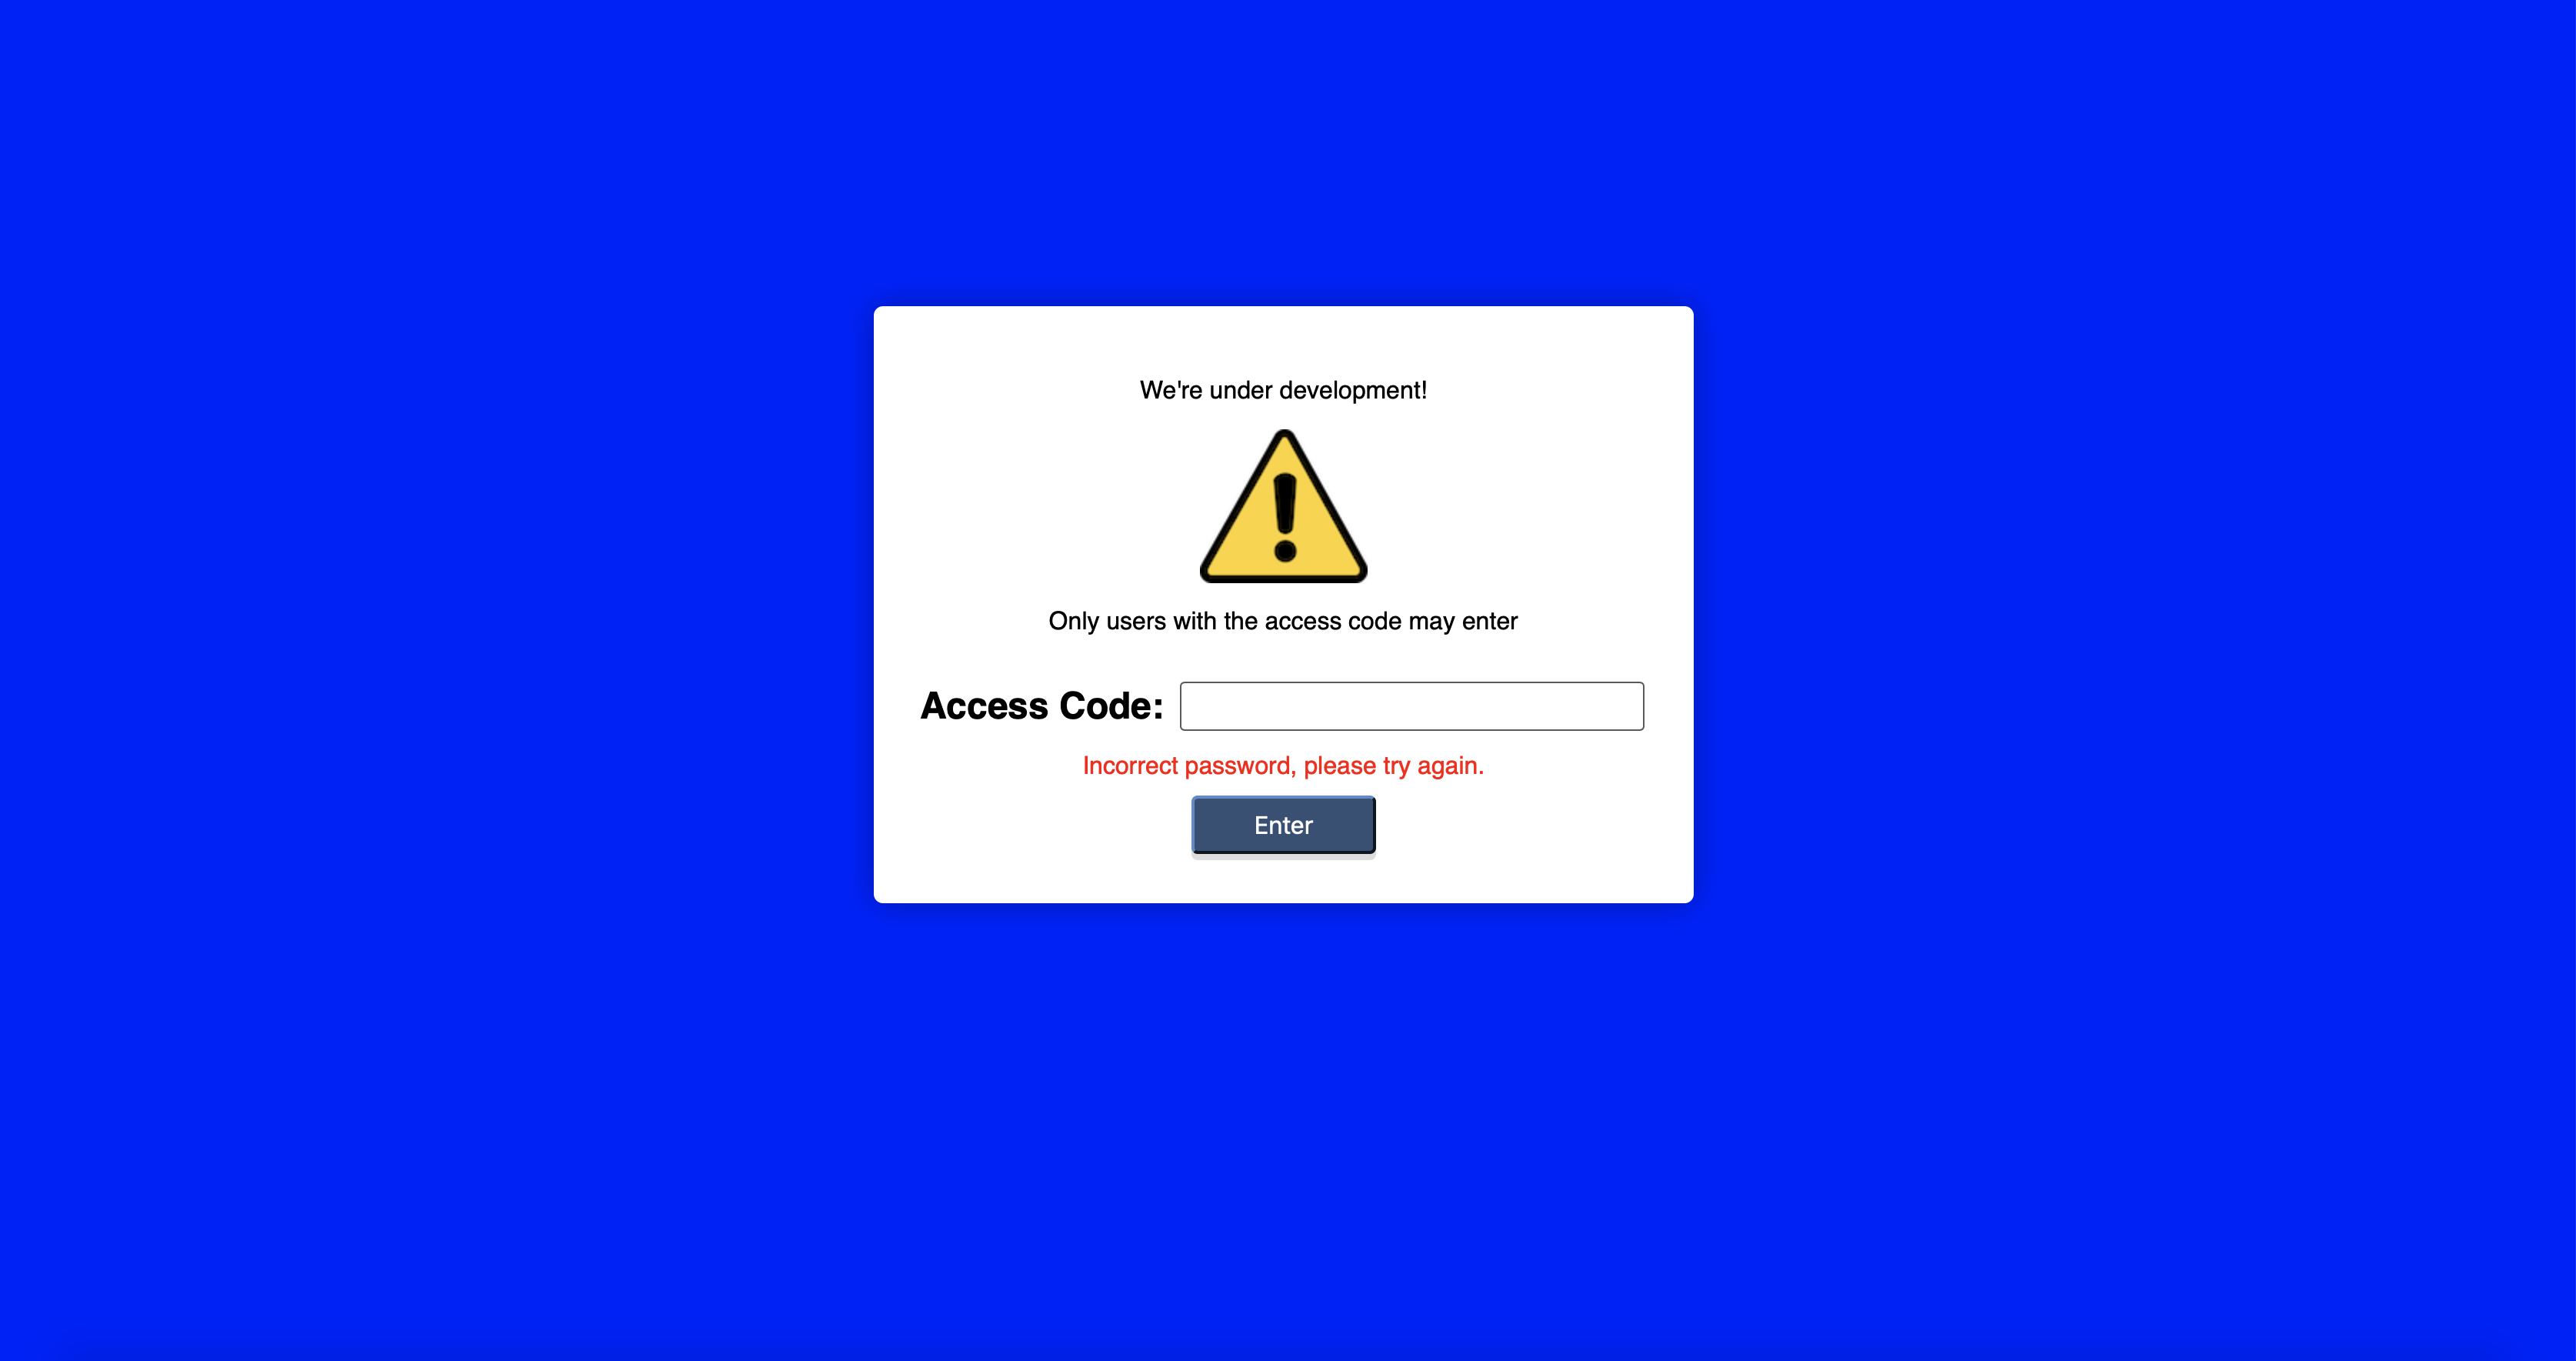 We're under development!
Only users with the access code may enter
Access Code:
Incorrect password, please try again.
Enter